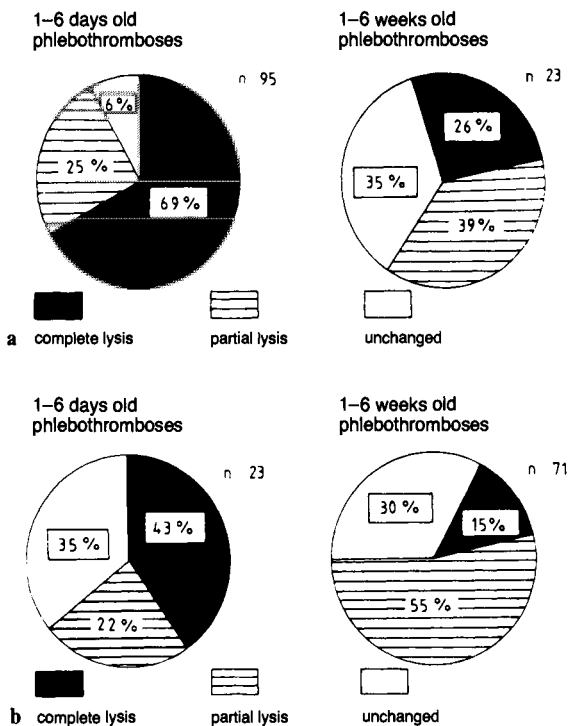 1–6 days old
phlebothromboses
n 95
6%
25 %
69%
1–6 weeks old
phlebothromboses
n 23
26 %
35 %
39%
complete lysis
partial lysis
unchanged
a
1–6 days old
phlebothromboses
n 23
43 %
35 %
22%
1–6 weeks old
phlebothromboses
n 71
30 %
15%
55 %
complete lysis
partial lysis
unchanged
b